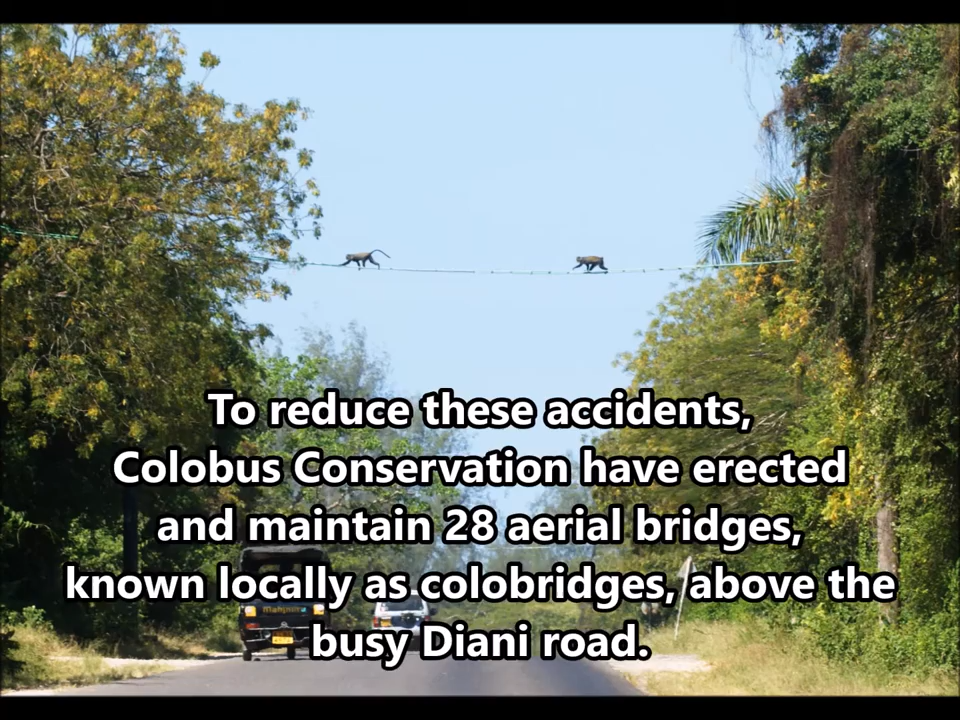 To reduce these accidents,
Colobus Conservation have erected
and maintain 28 aerial bridges,
known locally as colobridges, above the
busy Diani road.
Mahindra